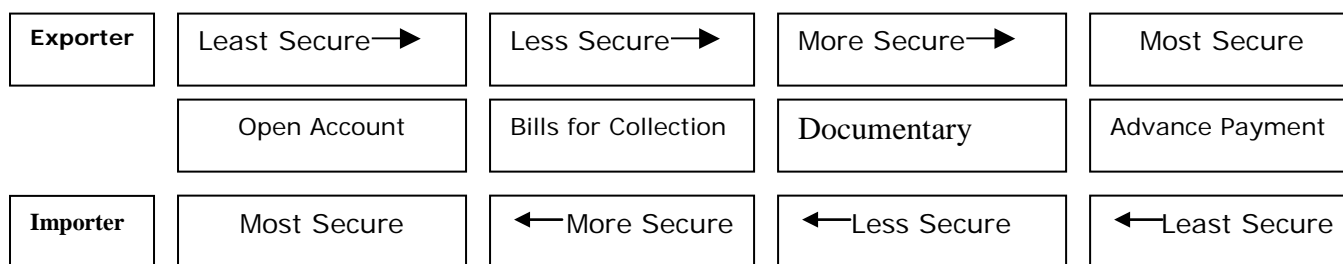 Exporter Least Secure Less Secure More Secure Most Secure
Open Account Bills for Collection Documentary Advance Payment
Importer Most Secure More Secure Less Secure Least Secure